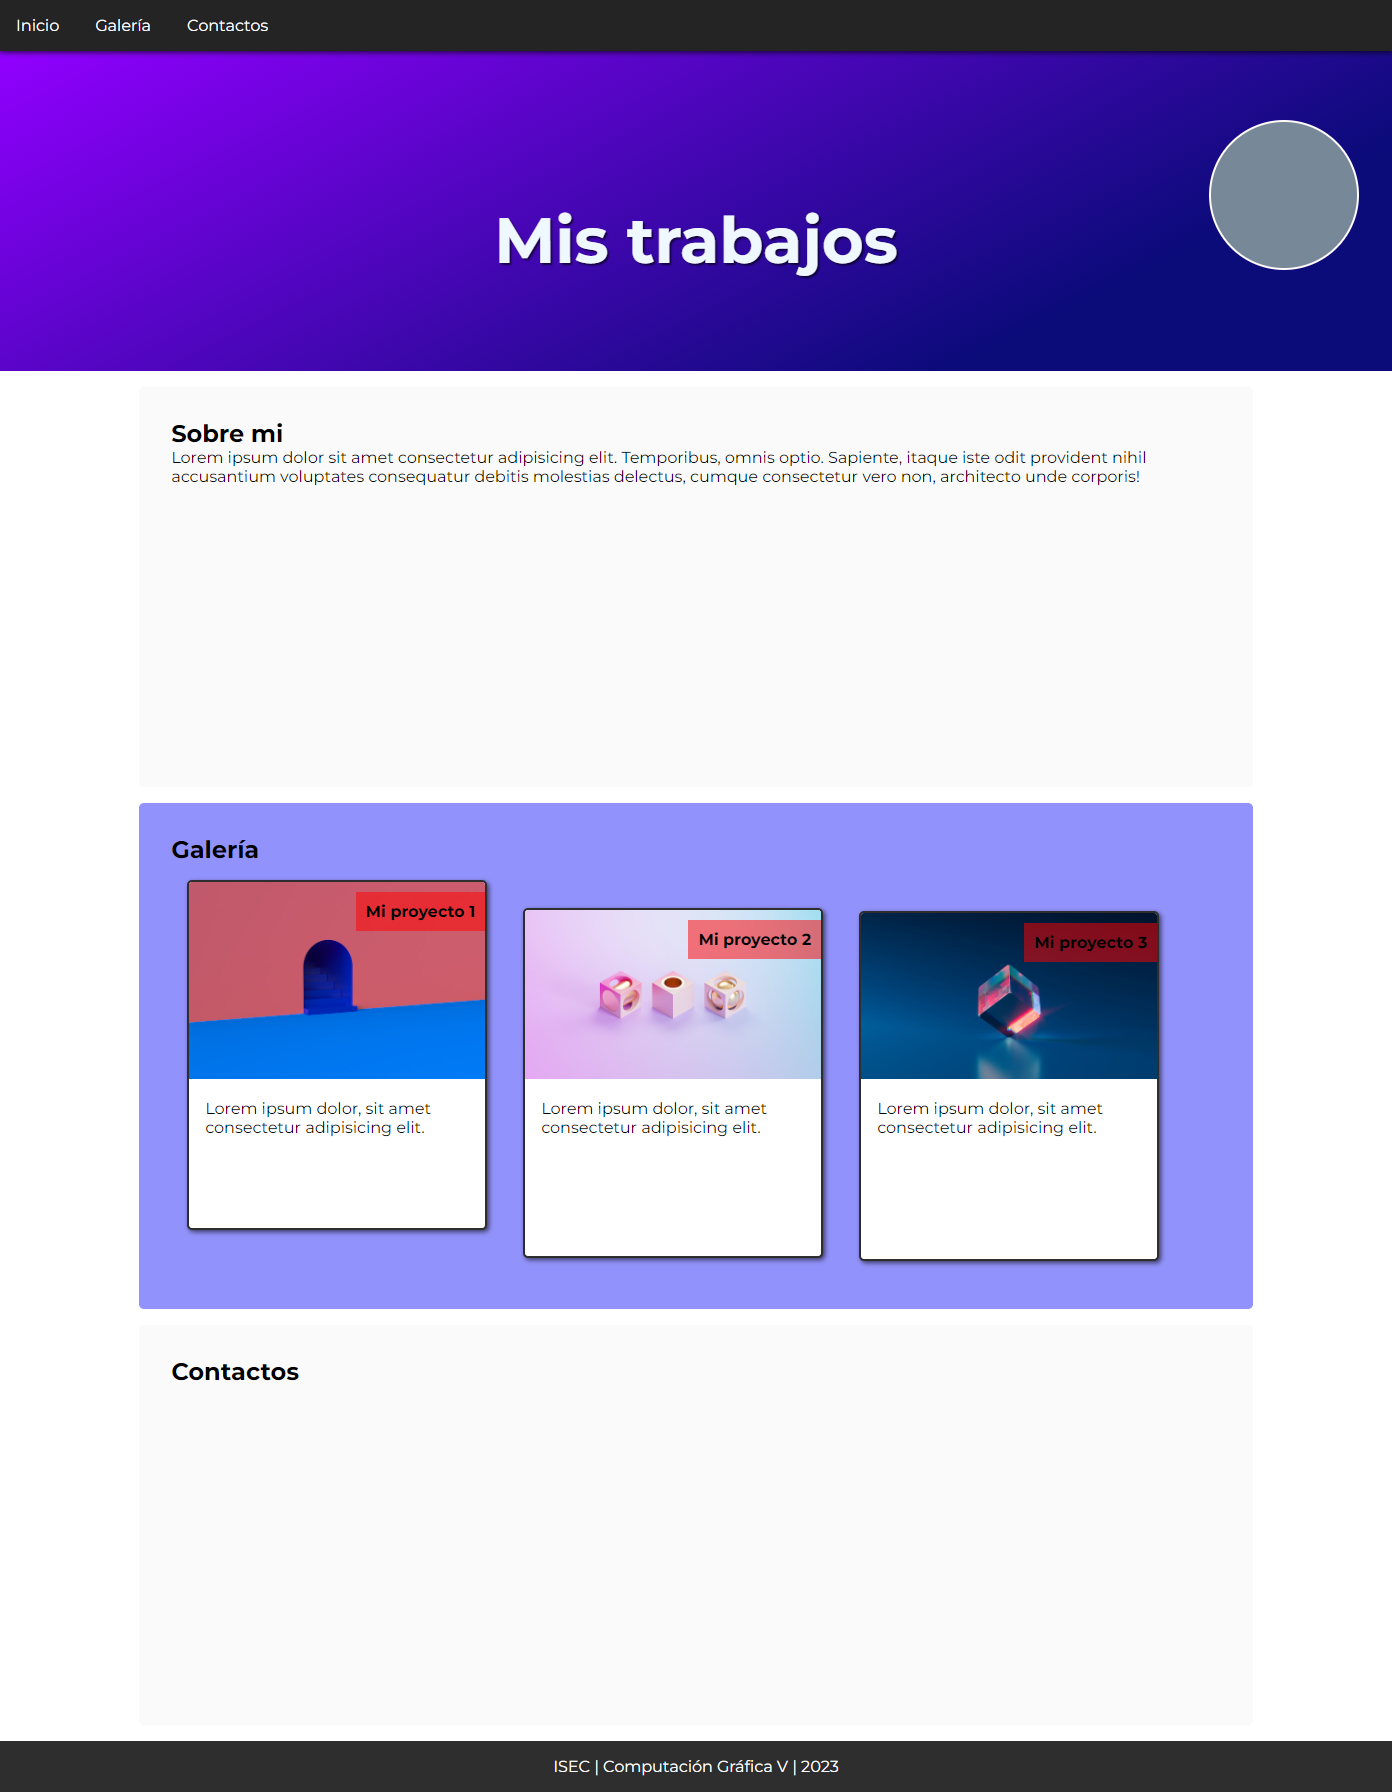 Inicio Galería Contactos
Mis trabajos
Sobre mi
Lorem ipsum dolor sit amet consectetur adipisicing elit. Temporibus, omnis optio. Sapiente, itaque iste odit provident nihil
accusantium voluptates consequatur debitis molestias delectus, cumque consectetur vero non, architecto unde corporis!
Galería
Mi proyecto 1
Lorem ipsum dolor, sit amet
consectetur adipisicing elit.
Mi proyecto 2
Lorem ipsum dolor, sit amet
consectetur adipisicing elit.
Mi proyecto 3
Lorem ipsum dolor, sit amet
consectetur adipisicing elit.
Contactos
ISEC | Computación Gráfica V | 2023